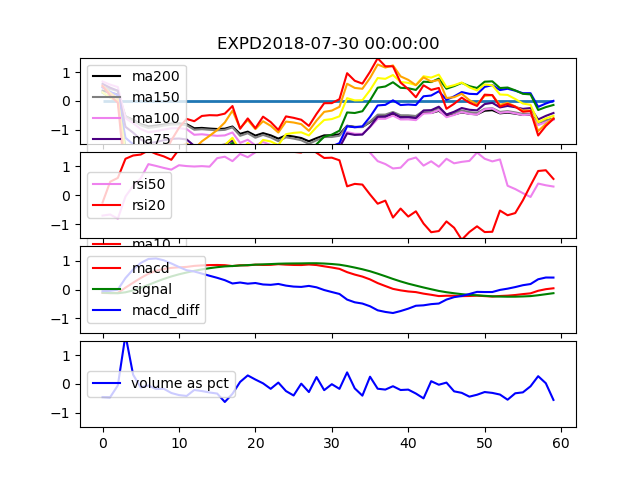 EXPD2018-07-30 00:00:00
1
0
−1
ma200
ma150
ma100
ma75
1
0
−1
rsi50
rsi20
ma10
1
0
−1
macd
signal
macd_diff
1
0
−1
volume as pct
0 10 20 30 40 50 60